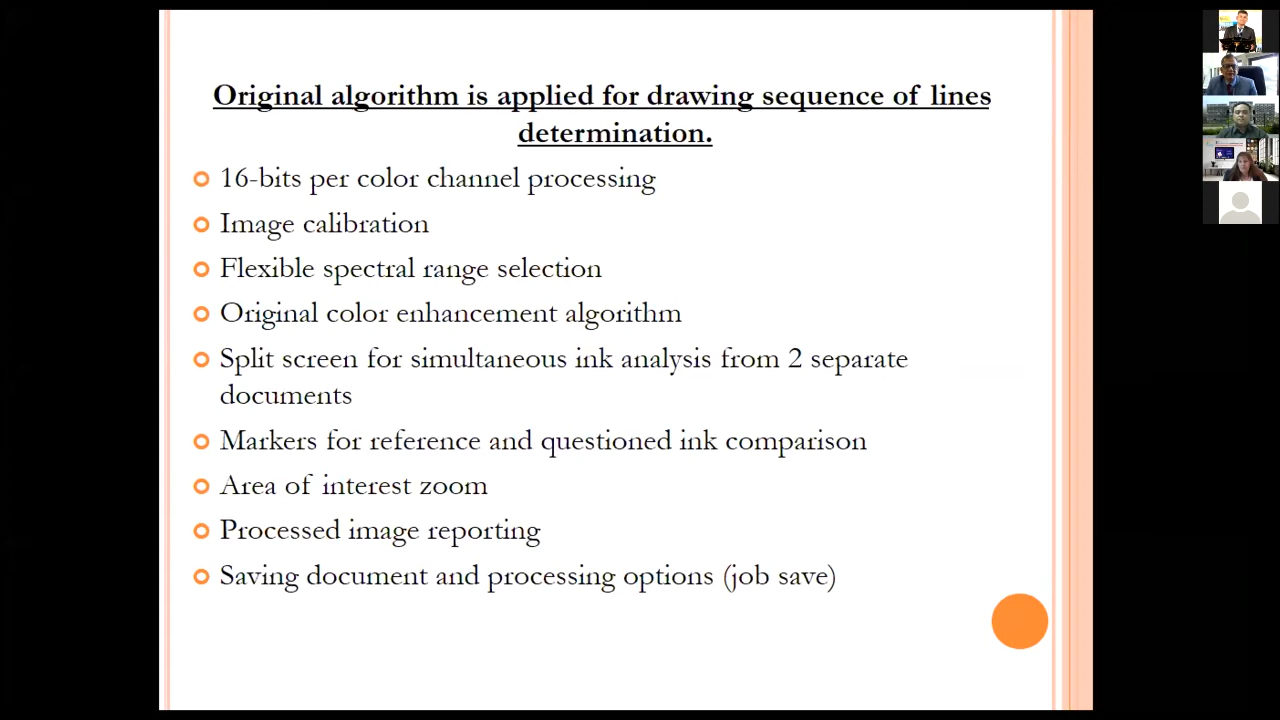 Original algorithm is applied for drawing sequence of lines
determination.
16-bits per color channel processing
Image calibration
Flexible spectral range selection
Original color enhancement algorithm
Split screen for simultaneous ink analysis from 2 separate
documents
Markers for reference and questioned ink comparison
Area of interest zoom
Processed image reporting
Saving document and processing options (job save)